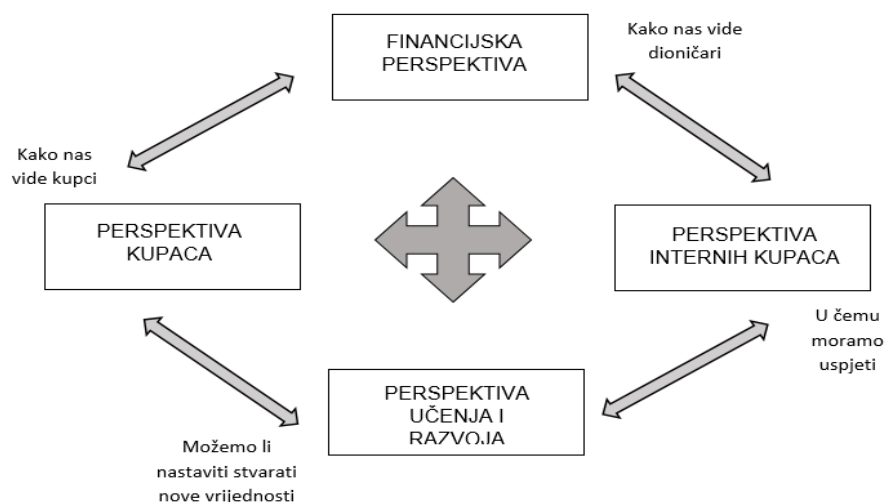 FINANCIJSKA
PERSPEKTIVA
Kako nas vide
dioničari
Kako nas
vide kupci
PERSPEKTIVA
KUPACA
PERSPEKTIVA
INTERNIH KUPACA
U čemu
moramo
uspjeti
PERSPEKTIVA
UČENJA I
RAZVOJA
Možemo li
nastaviti stvarati
nove vrijednosti